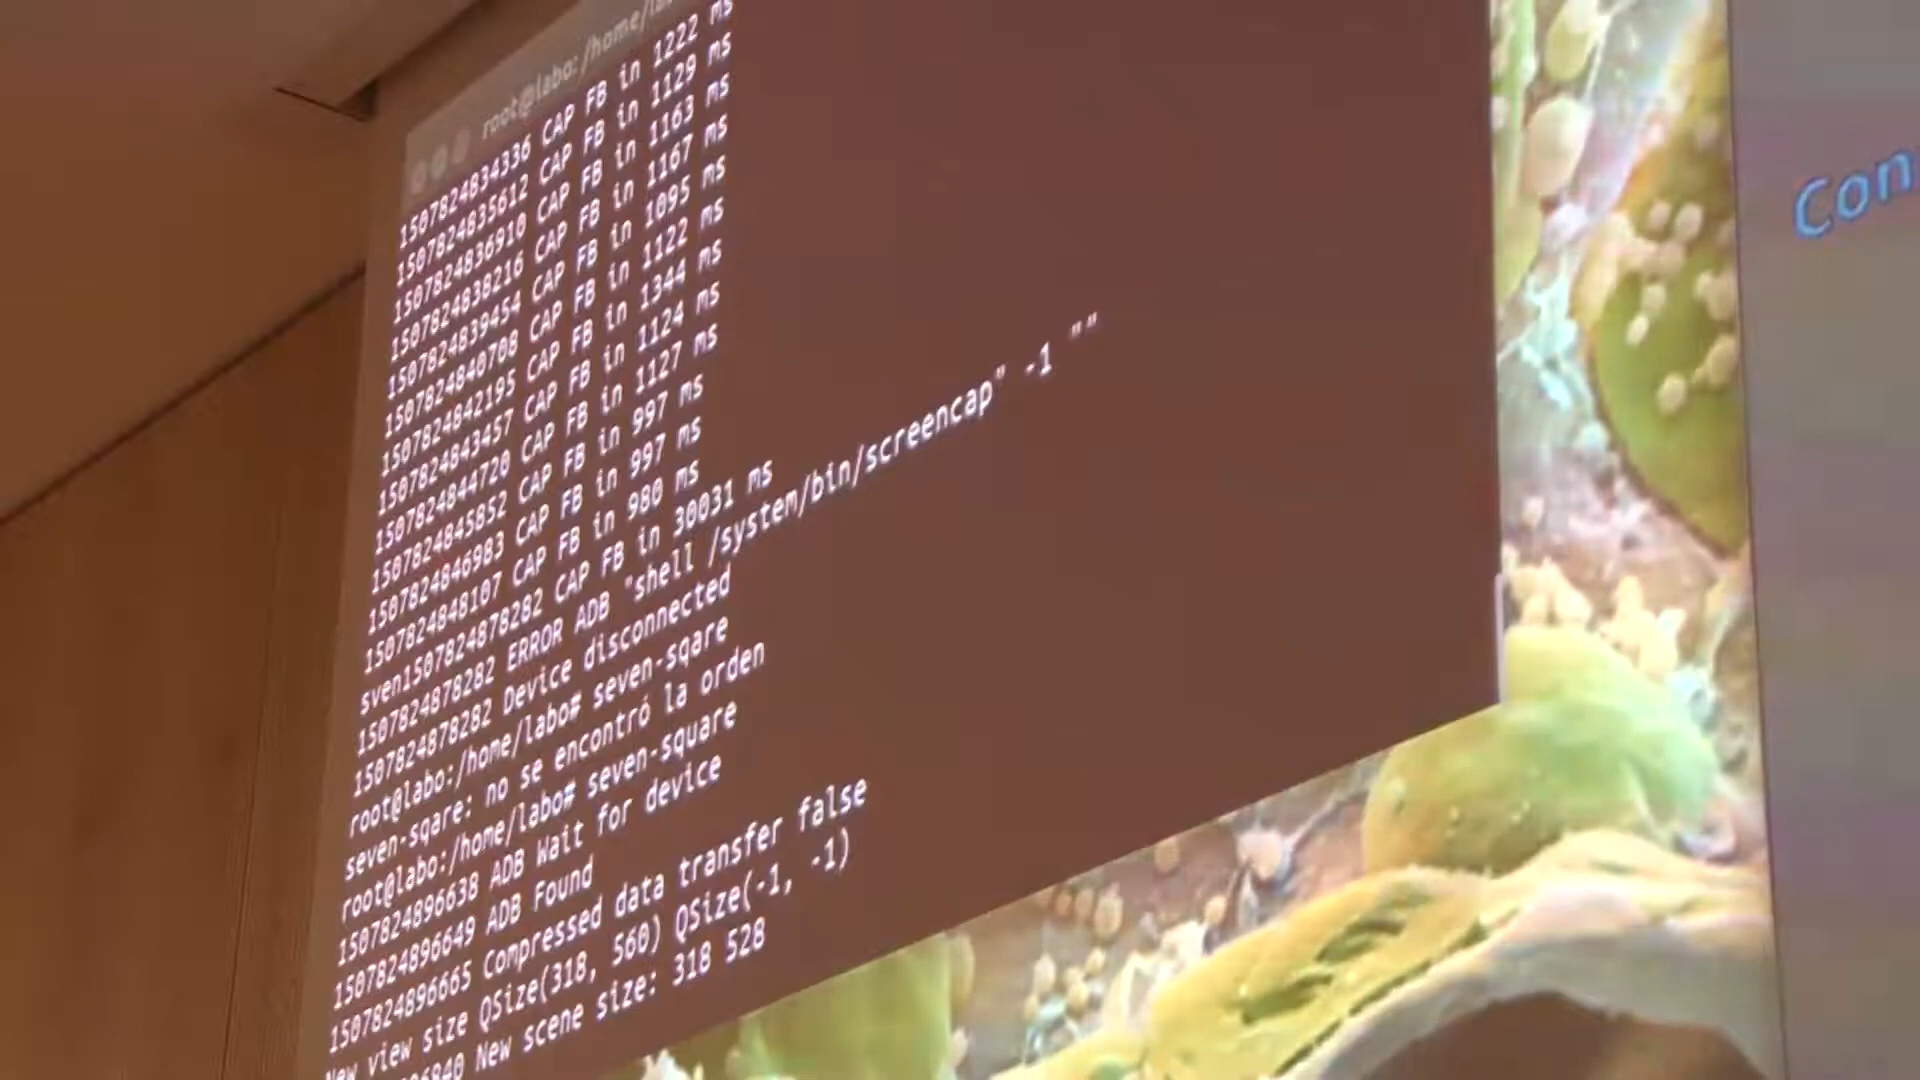 root@labo: /home/la
1507824834336 CAP FB in 1222 ms
1507824835612 CAP FB in 1129 ms
1507824836910 CAP FB in 1163 ms
1507824838216 CAP FB in 1167 ms
1507824839454 CAP FB in 1095 ms
1507824840708 CAP FB in 1122 ms
1507824842195 CAP FB in 1344 ms
1507824843457 CAP FB in 1124 ms
1507824844720 CAP FB in 1127 ms
1507824845852 CAP FB in 997 ms
1507824846983 CAP FB in 997 ms
1507824848107 CAP FB in 980 ms
sven1507824878282 CAP FB in 30031 ms
1507824878282 ERROR ADB "shell /system/bin/screencap" -1 ""
1507824878282 Device disconnected
root@labo:/home/labo# seven-sqare
seven-sqare: no se encontró la orden
root@labo:/home/labo# seven-square
1507824896638 ADB Wait for device
1507824896649 ADB Found
1507824896665 Compressed data transfer false
New view size QSize(318, 560) QSize(-1, -1)
96840 New scene size: 318 528
Con